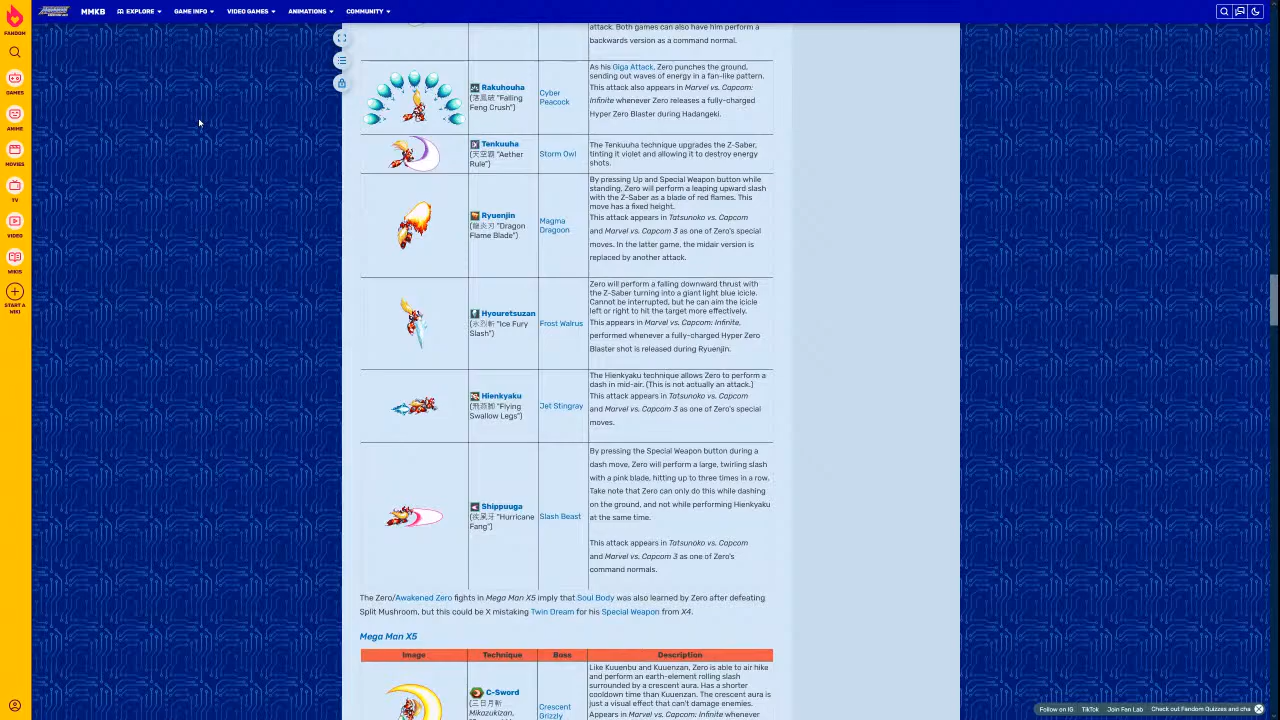 FANDOM
GAMES
ANIME
MOVIES
TV
VIDEO
WIKIS
START A
WIKI
MMKB
EXPLORE
GAME INFO
VIDEO GAMES
ANIMATIONS
COMMUNITY
attack. Both games can also have him perform a
backwards version as a command normal.
Rakuhouha
"Falling
Feng Crush")
Cyber
Peacock
As his Giga Attack, Zero punches the ground,
sending out waves of energy in a fan-like pattern.
This attack also appears in Marvel vs. Capcom:
Infinite whenever Zero releases a fully-charged
Hyper Zero Blaster during Hadangeki.
Tenkuuha
(天空霸 "Aether
Rule")
Storm Owl
The Tenkuuha technique upgrades the Z-Saber,
tinting it violet and allowing it to destroy energy
shots.
Ryuenjin
(龍炎刃 "Dragon
Flame Blade")
Magma
Dragoon
By pressing Up and Special Weapon button while
standing, Zero will perform a leaping upward slash
with the Z-Saber as a blade of red flames. This
move has a fixed height.
This attack appears in Tatsunoko vs. Capcom
and Marvel vs. Capcom 3 as one of Zero's special
moves. In the latter game, the midair version is
replaced by another attack.
Hyouretsuzan
(氷烈斬 "Ice Fury
Slash")
Frost Walrus
Zero will perform a falling downward thrust with
the Z-Saber turning into a giant light blue icicle.
Cannot be interrupted, but he can aim the icicle
left or right to hit the target more effectively.
This appears in Marvel vs. Capcom: Infinite,
performed whenever a fully-charged Hyper Zero
Blaster shot is released during Ryuenjin.
Hienkyaku
(飛燕脚 "Flying
Swallow Legs")
Jet Stingray
The Hienkyaku technique allows Zero to perform a
dash in mid-air. (This is not actually an attack.)
This attack appears in Tatsunoko vs. Capcom
and Marvel vs. Capcom 3 as one of Zero's special
moves.
Shippuuga
(疾風牙 "Hurricane
Fang")
Slash Beast
By pressing the Special Weapon button during a
dash move, Zero will perform a large, twirling slash
with a pink blade, hitting up to three times in a row.
Take note that Zero can only do this while dashing
on the ground, and not while performing Hienkyaku
at the same time.
This attack appears in Tatsunoko vs. Capcom
and Marvel vs. Capcom 3 as one of Zero's
command normals.
The Zero/Awakened Zero fights in Mega Man X5 imply that Soul Body was also learned by Zero after defeating
Split Mushroom, but this could be X mistaking Twin Dream for his Special Weapon from X4.
Mega Man X5
Image Technique Boss Description
C-Sword
(三日月斬
Mikazukizan,
Crescent
Grizzly
Like Kuuenbu and Kuuenzan, Zero is able to air hike
and perform an earth-element rolling slash
surrounded by a crescent aura. Has a shorter
cooldown time than Kuuenzan. The crescent aura is
just a visual effect that can't damage enemies.
Appears in Marvel vs. Capcom: Infinite whenever
Follow on IG TikTok Join Fan Lab Check out Fandom Quizzes and cha